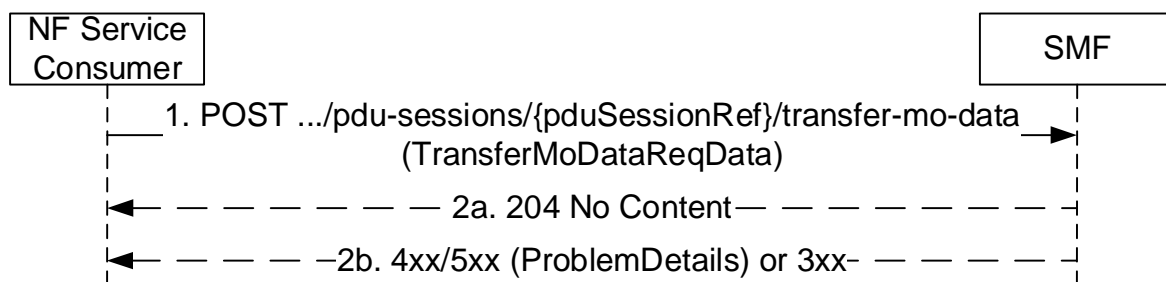 NF Service
Consumer
SMF
1. POST .../pdu-sessions/{pduSessionRef}/transfer-mo-data
(TransferMoDataReqData)
2a. 204 No Content
2b. 4xx/5xx (ProblemDetails) or 3xx